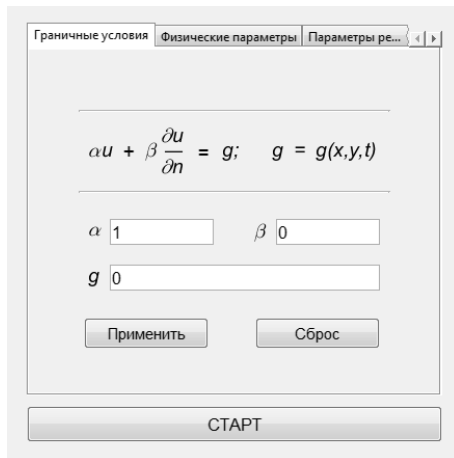 Граничные условия Физические параметры Параметры ре...
αu + β ∂u/∂n = g; g = g(x,y,t)
α 1 β 0
g 0
Применить Сброс
СТАРТ